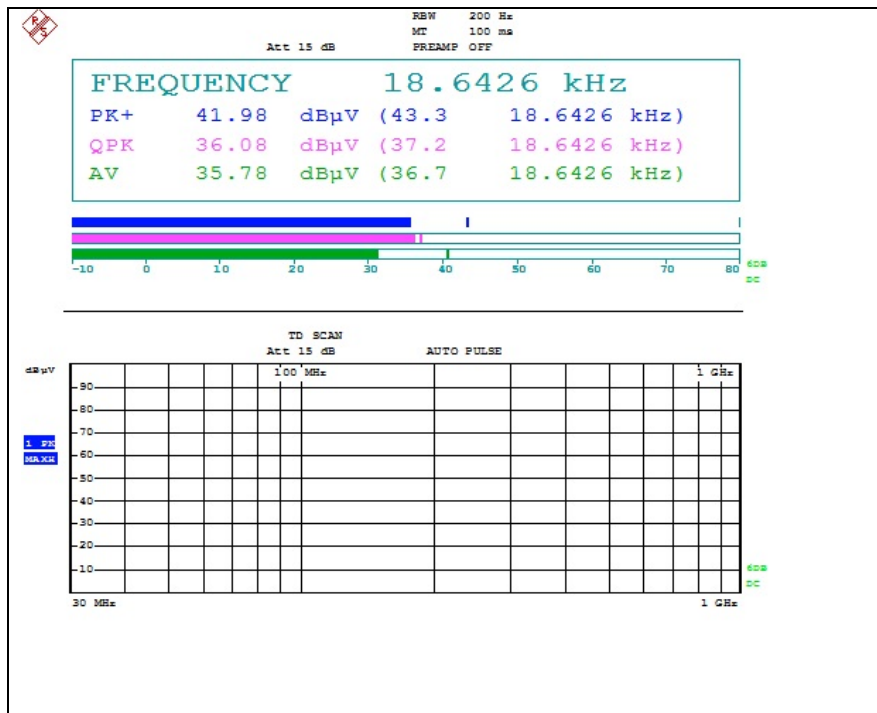 R S
RBW 200 Hz
MT 100 ms
Att 15 dB PREAMP OFF
FREQUENCY 18.6426 kHz
PK+ 41.98 dBµV (43.3 18.6426 kHz)
QPK 36.08 dBµV (37.2 18.6426 kHz)
AV 35.78 dBµV (36.7 18.6426 kHz)
-10 0 10 20 30 40 50 60 70 80
6DB
DC
TD SCAN
Att 15 dB AUTO PULSE
dBµV
100 MHz 1 GHz
90
80
70
1 PK
MAXH
60
50
40
30
20
10
6DB
DC
30 MHz 1 GHz